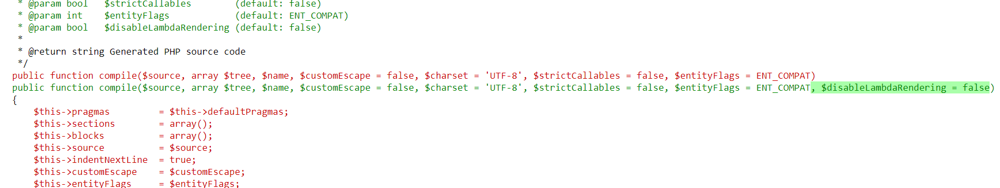 * @param bool   $strictCallables        (default: false)
* @param int    $entityFlags            (default: ENT_COMPAT)
* @param bool   $disableLambdaRendering (default: false)
*
* @return string Generated PHP source code
*/
public function compile($source, array $tree, $name, $customEscape = false, $charset = 'UTF-8', $strictCallables = false, $entityFlags = ENT_COMPAT)
public function compile($source, array $tree, $name, $customEscape = false, $charset = 'UTF-8', $strictCallables = false, $entityFlags = ENT_COMPAT, $disableLambdaRendering = false)
{
    $this->pragmas         = $this->defaultPragmas;
    $this->sections        = array();
    $this->blocks          = array();
    $this->source          = $source;
    $this->indentNextLine  = true;
    $this->customEscape    = $customEscape;
    $this->entityFlags     = $entityFlags;